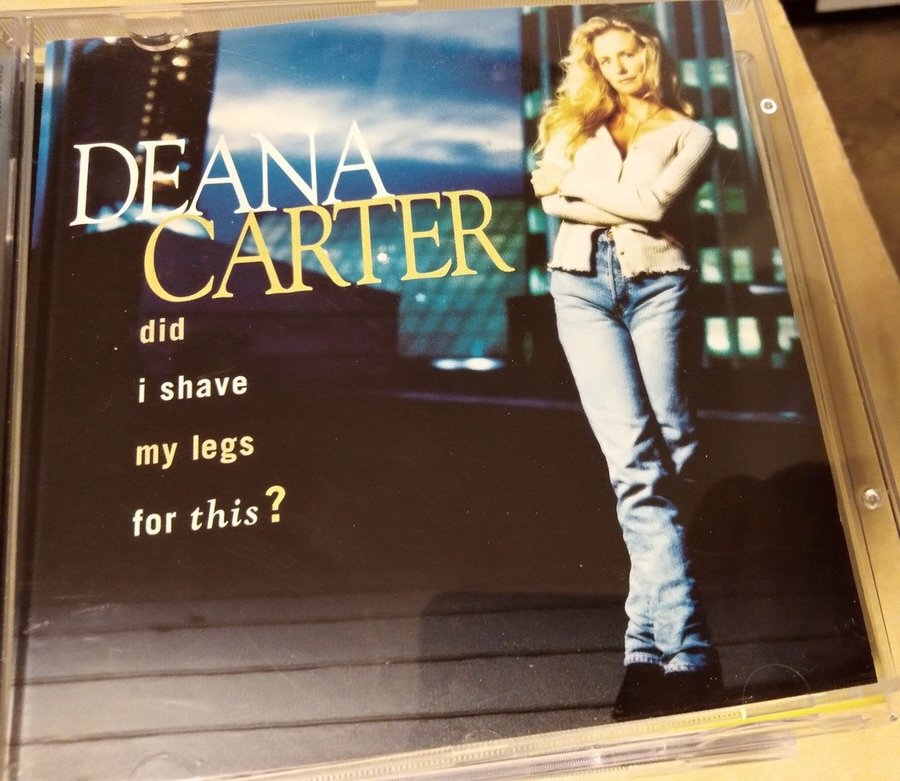 DEANA
CARTER
did
i shave
my legs
for this?